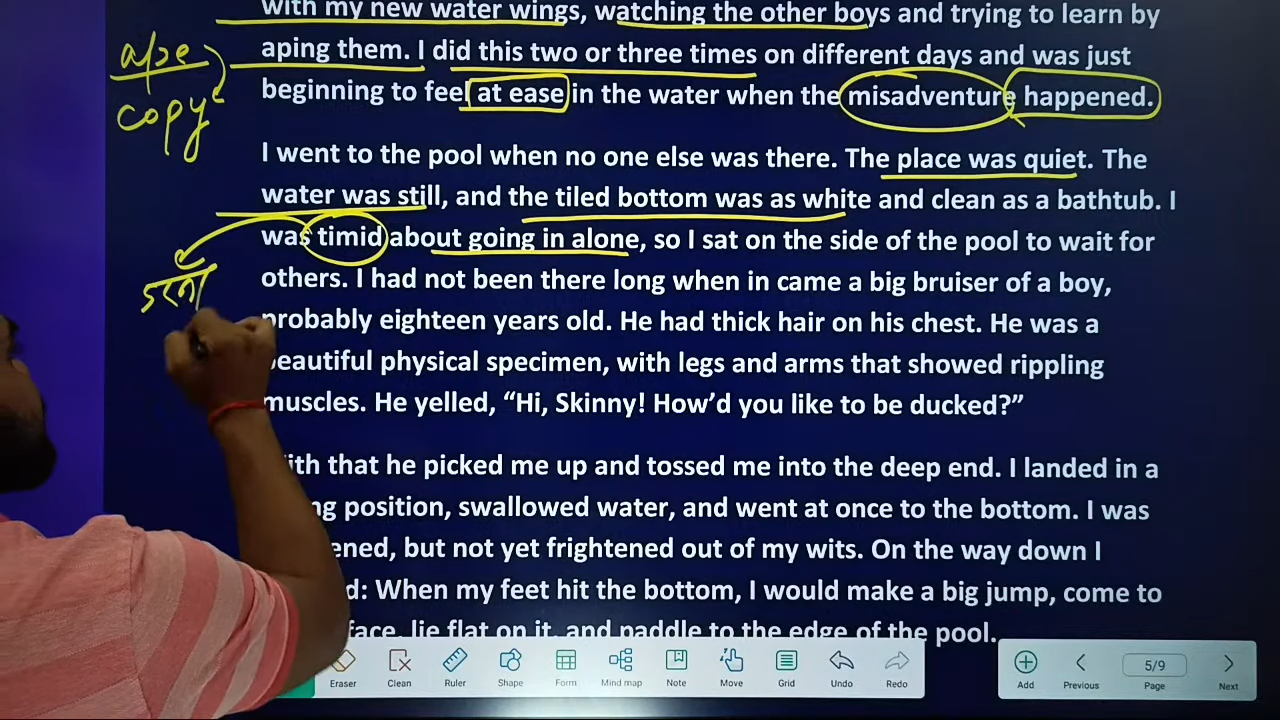 with my new water wings, watching the other boys and trying to learn by
ape
aping them. I did this two or three times on different days and was just
copy
beginning to feel at ease in the water when the misadventure happened.
I went to the pool when no one else was there. The place was quiet. The
water was still, and the tiled bottom was as white and clean as a bathtub. I
was timid about going in alone, so I sat on the side of the pool to wait for
others. I had not been there long when in came a big bruiser of a boy,
probably eighteen years old. He had thick hair on his chest. He was a
beautiful physical specimen, with legs and arms that showed rippling
muscles. He yelled, “Hi, Skinny! How’d you like to be ducked?”
ith that he picked me up and tossed me into the deep end. I landed in a
ng position, swallowed water, and went at once to the bottom. I was
ened, but not yet frightened out of my wits. On the way down I
d: When my feet hit the bottom, I would make a big jump, come to
face, lie flat on it, and paddle to the edge of the pool.
Eraser Clean Ruler Shape Form Mind map Note Move Grid Undo Redo
Add Previous 5/9 Page Next